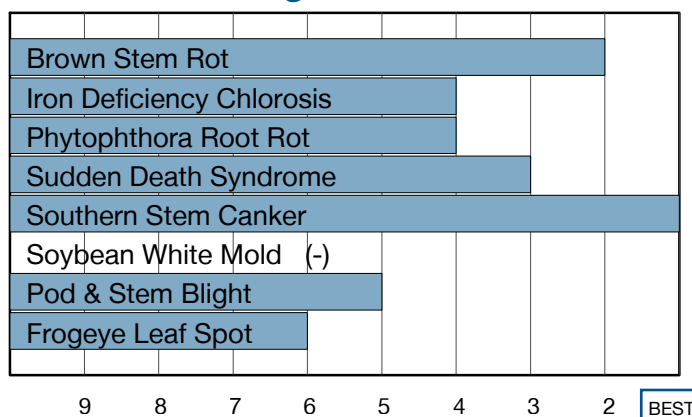 Brown Stem Rot
Iron Deficiency Chlorosis
Phytophthora Root Rot
Sudden Death Syndrome
Southern Stem Canker
Soybean White Mold (-)
Pod & Stem Blight
Frogeye Leaf Spot
9 8 7 6 5 4 3 2 BEST